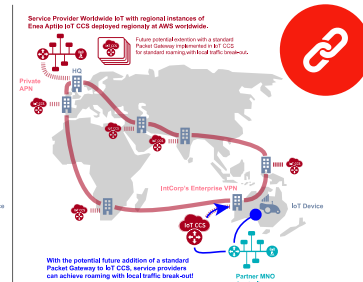 Service Provider Worldwide IoT with regional instances of
Enea Aptilo IoT CCS deployed regionaly at AWS worldwide.
Future potential extention with a standard
Packet Gateway implemented in IoT CCS
for standard roaming with local traffic break-out.
Private
APN
HQ
IntCorp's Enterprise VPN
IoT Device
IoT CCS
With the potential future addition of a standard
Packet Gateway to IoT CCS, service providers
can achieve roaming with local traffic break-out!
Partner MNO